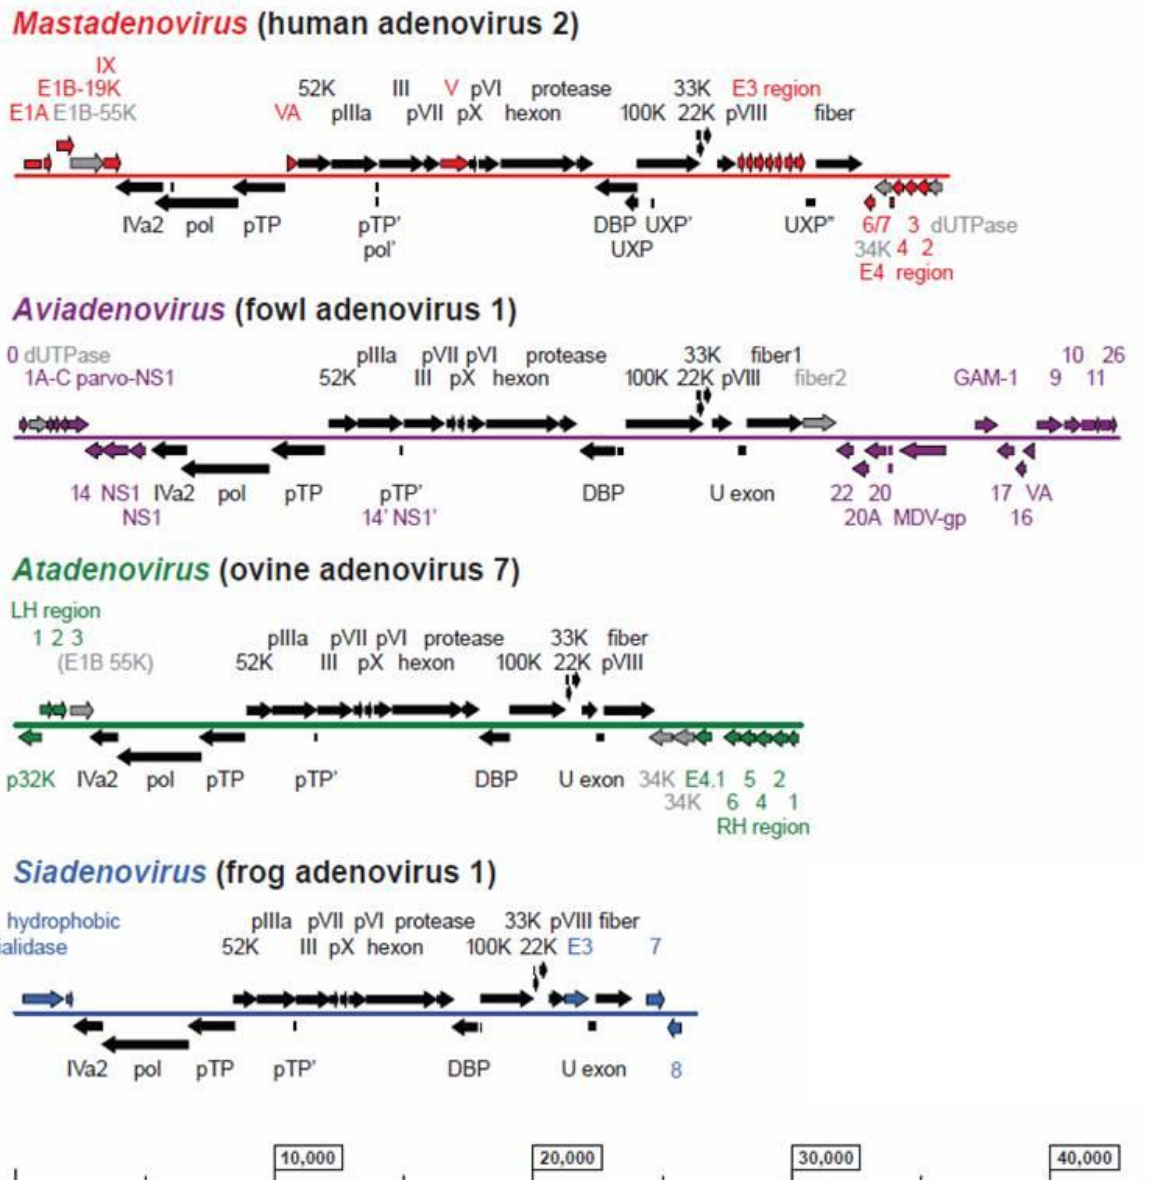 Mastadenovirus (human adenovirus 2)
IX
E1B-19K 52K III V pVI protease 33K E3 region
E1A E1B-55K VA pIIIa pVII pX hexon 100K 22K pVIII fiber
IVa2 pol pTP pTP' DBP UXP' UXP" 6/7 3 dUTPase
pol' UXP 34K 4 2
E4 region
Aviadenovirus (fowl adenovirus 1)
0 dUTPase pIIIa pVII pVI protease 33K fiber1 10 26
1A-C parvo-NS1 52K III pX hexon 100K 22K pVIII fiber2 GAM-1 9 11
14 NS1 IVa2 pol pTP pTP' DBP U exon 22 20 17 VA
NS1 14' NS1' 20A MDV-gp 16
Atadenovirus (ovine adenovirus 7)
LH region
1 2 3 pIIIa pVII pVI protease 33K fiber
(E1B 55K) 52K III pX hexon 100K 22K pVIII
p32K IVa2 pol pTP pTP' DBP U exon 34K E4.1 5 2
34K 6 4 1
RH region
Siadenovirus (frog adenovirus 1)
hydrophobic pIIIa pVII pVI protease 33K pVIII fiber
ialidase 52K III pX hexon 100K 22K E3 7
IVa2 pol pTP pTP' DBP U exon 8
10,000 20,000 30,000 40,000